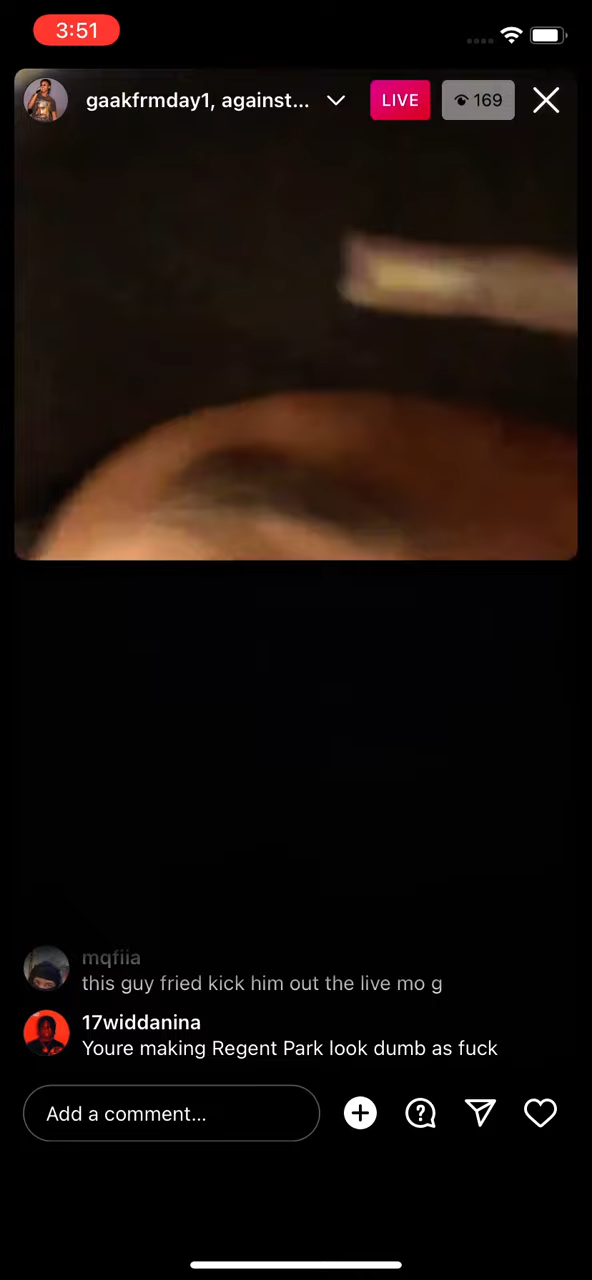 3:51
gaakfrmday1, against...
LIVE
169
mqfiia
this guy fried kick him out the live mo g
17widdanina
Youre making Regent Park look dumb as fuck
Add a comment...